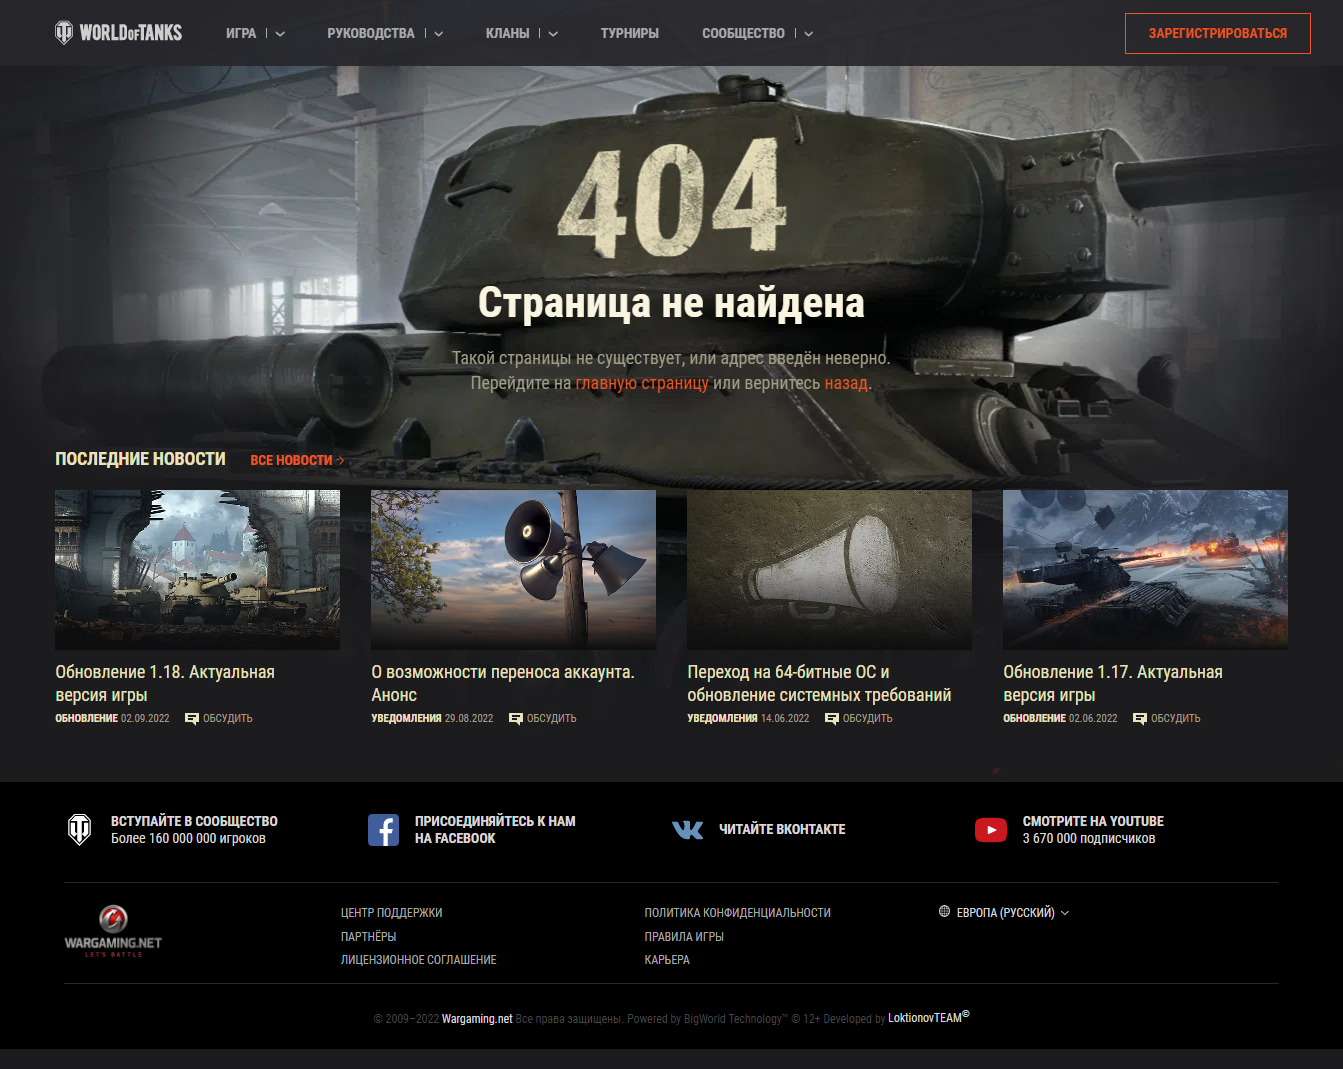 WORLD OF TANKS
ИГРА
РУКОВОДСТВА
КЛАНЫ
ТУРНИРЫ
СООБЩЕСТВО
ЗАРЕГИСТРИРОВАТЬСЯ
404
Страница не найдена
Такой страницы не существует, или адрес введён неверно.
Перейдите на главную страницу или вернитесь назад.
ПОСЛЕДНИЕ НОВОСТИ
ВСЕ НОВОСТИ
Обновление 1.18. Актуальная
версия игры
ОБНОВЛЕНИЕ 02.09.2022 ОБСУДИТЬ
О возможности переноса аккаунта.
Анонс
УВЕДОМЛЕНИЯ 29.08.2022 ОБСУДИТЬ
Переход на 64-битные ОС и
обновление системных требований
УВЕДОМЛЕНИЯ 14.06.2022 ОБСУДИТЬ
Обновление 1.17. Актуальная
версия игры
ОБНОВЛЕНИЕ 02.06.2022 ОБСУДИТЬ
ВСТУПАЙТЕ В СООБЩЕСТВО
Более 160 000 000 игроков
ПРИСОЕДИНЯЙТЕСЬ К НАМ
НА FACEBOOK
ЧИТАЙТЕ ВКОНТАКТЕ
СМОТРИТЕ НА YOUTUBE
3 670 000 подписчиков
WARGAMING.NET
LET'S BATTLE
ЦЕНТР ПОДДЕРЖКИ
ПАРТНЁРЫ
ЛИЦЕНЗИОННОЕ СОГЛАШЕНИЕ
ПОЛИТИКА КОНФИДЕНЦИАЛЬНОСТИ
ПРАВИЛА ИГРЫ
КАРЬЕРА
ЕВРОПА (РУССКИЙ)
© 2009–2022 Wargaming.net Все права защищены. Powered by BigWorld Technology™ © 12+ Developed by LoktionovTEAM©